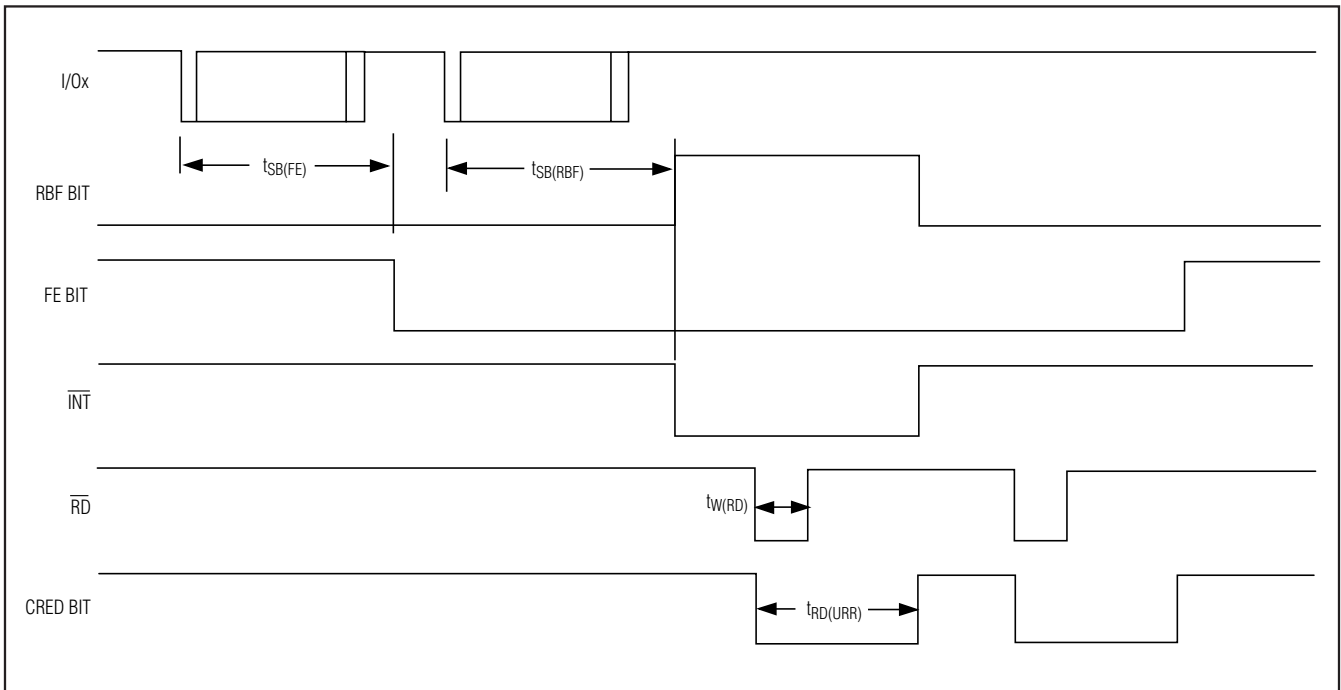 I/Ox
tSB(FE)
tSB(RBF)
RBF BIT
FE BIT
INT
tW(RD)
RD
tRD(URR)
CRED BIT